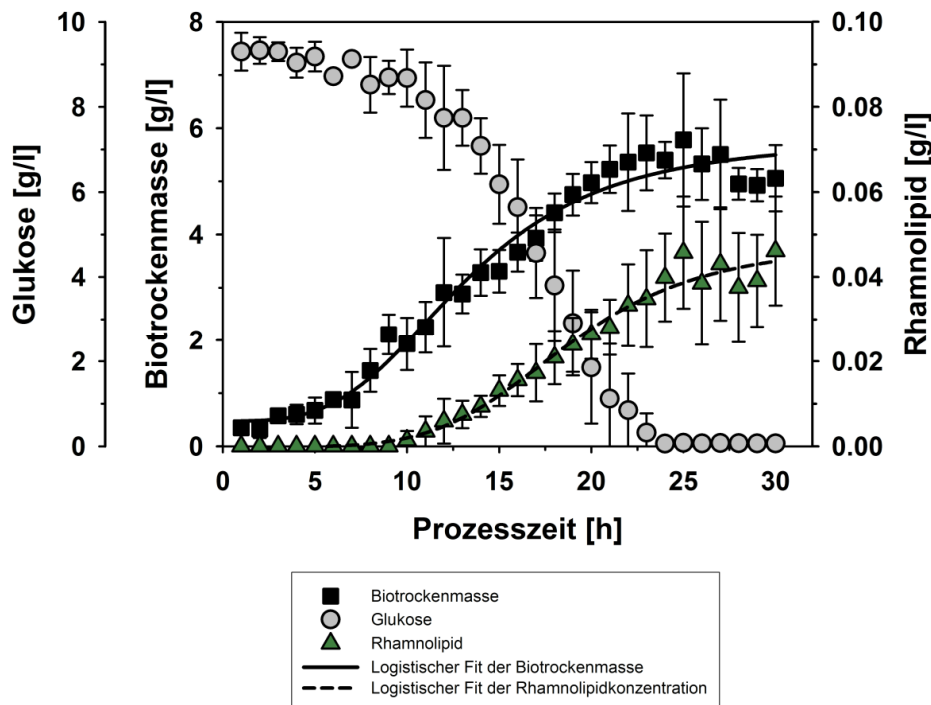 10
8
6
4
2
0
Glukose [g/l]
8
6
4
2
0
Biotrockenmasse [g/l]
0.10
0.08
0.06
0.04
0.02
0.00
Rhamnolipid [g/l]
0 5 10 15 20 25 30
Prozesszeit [h]
Biotrockenmasse
Glukose
Rhamnolipid
Logistischer Fit der Biotrockenmasse
Logistischer Fit der Rhamnolipidkonzentration